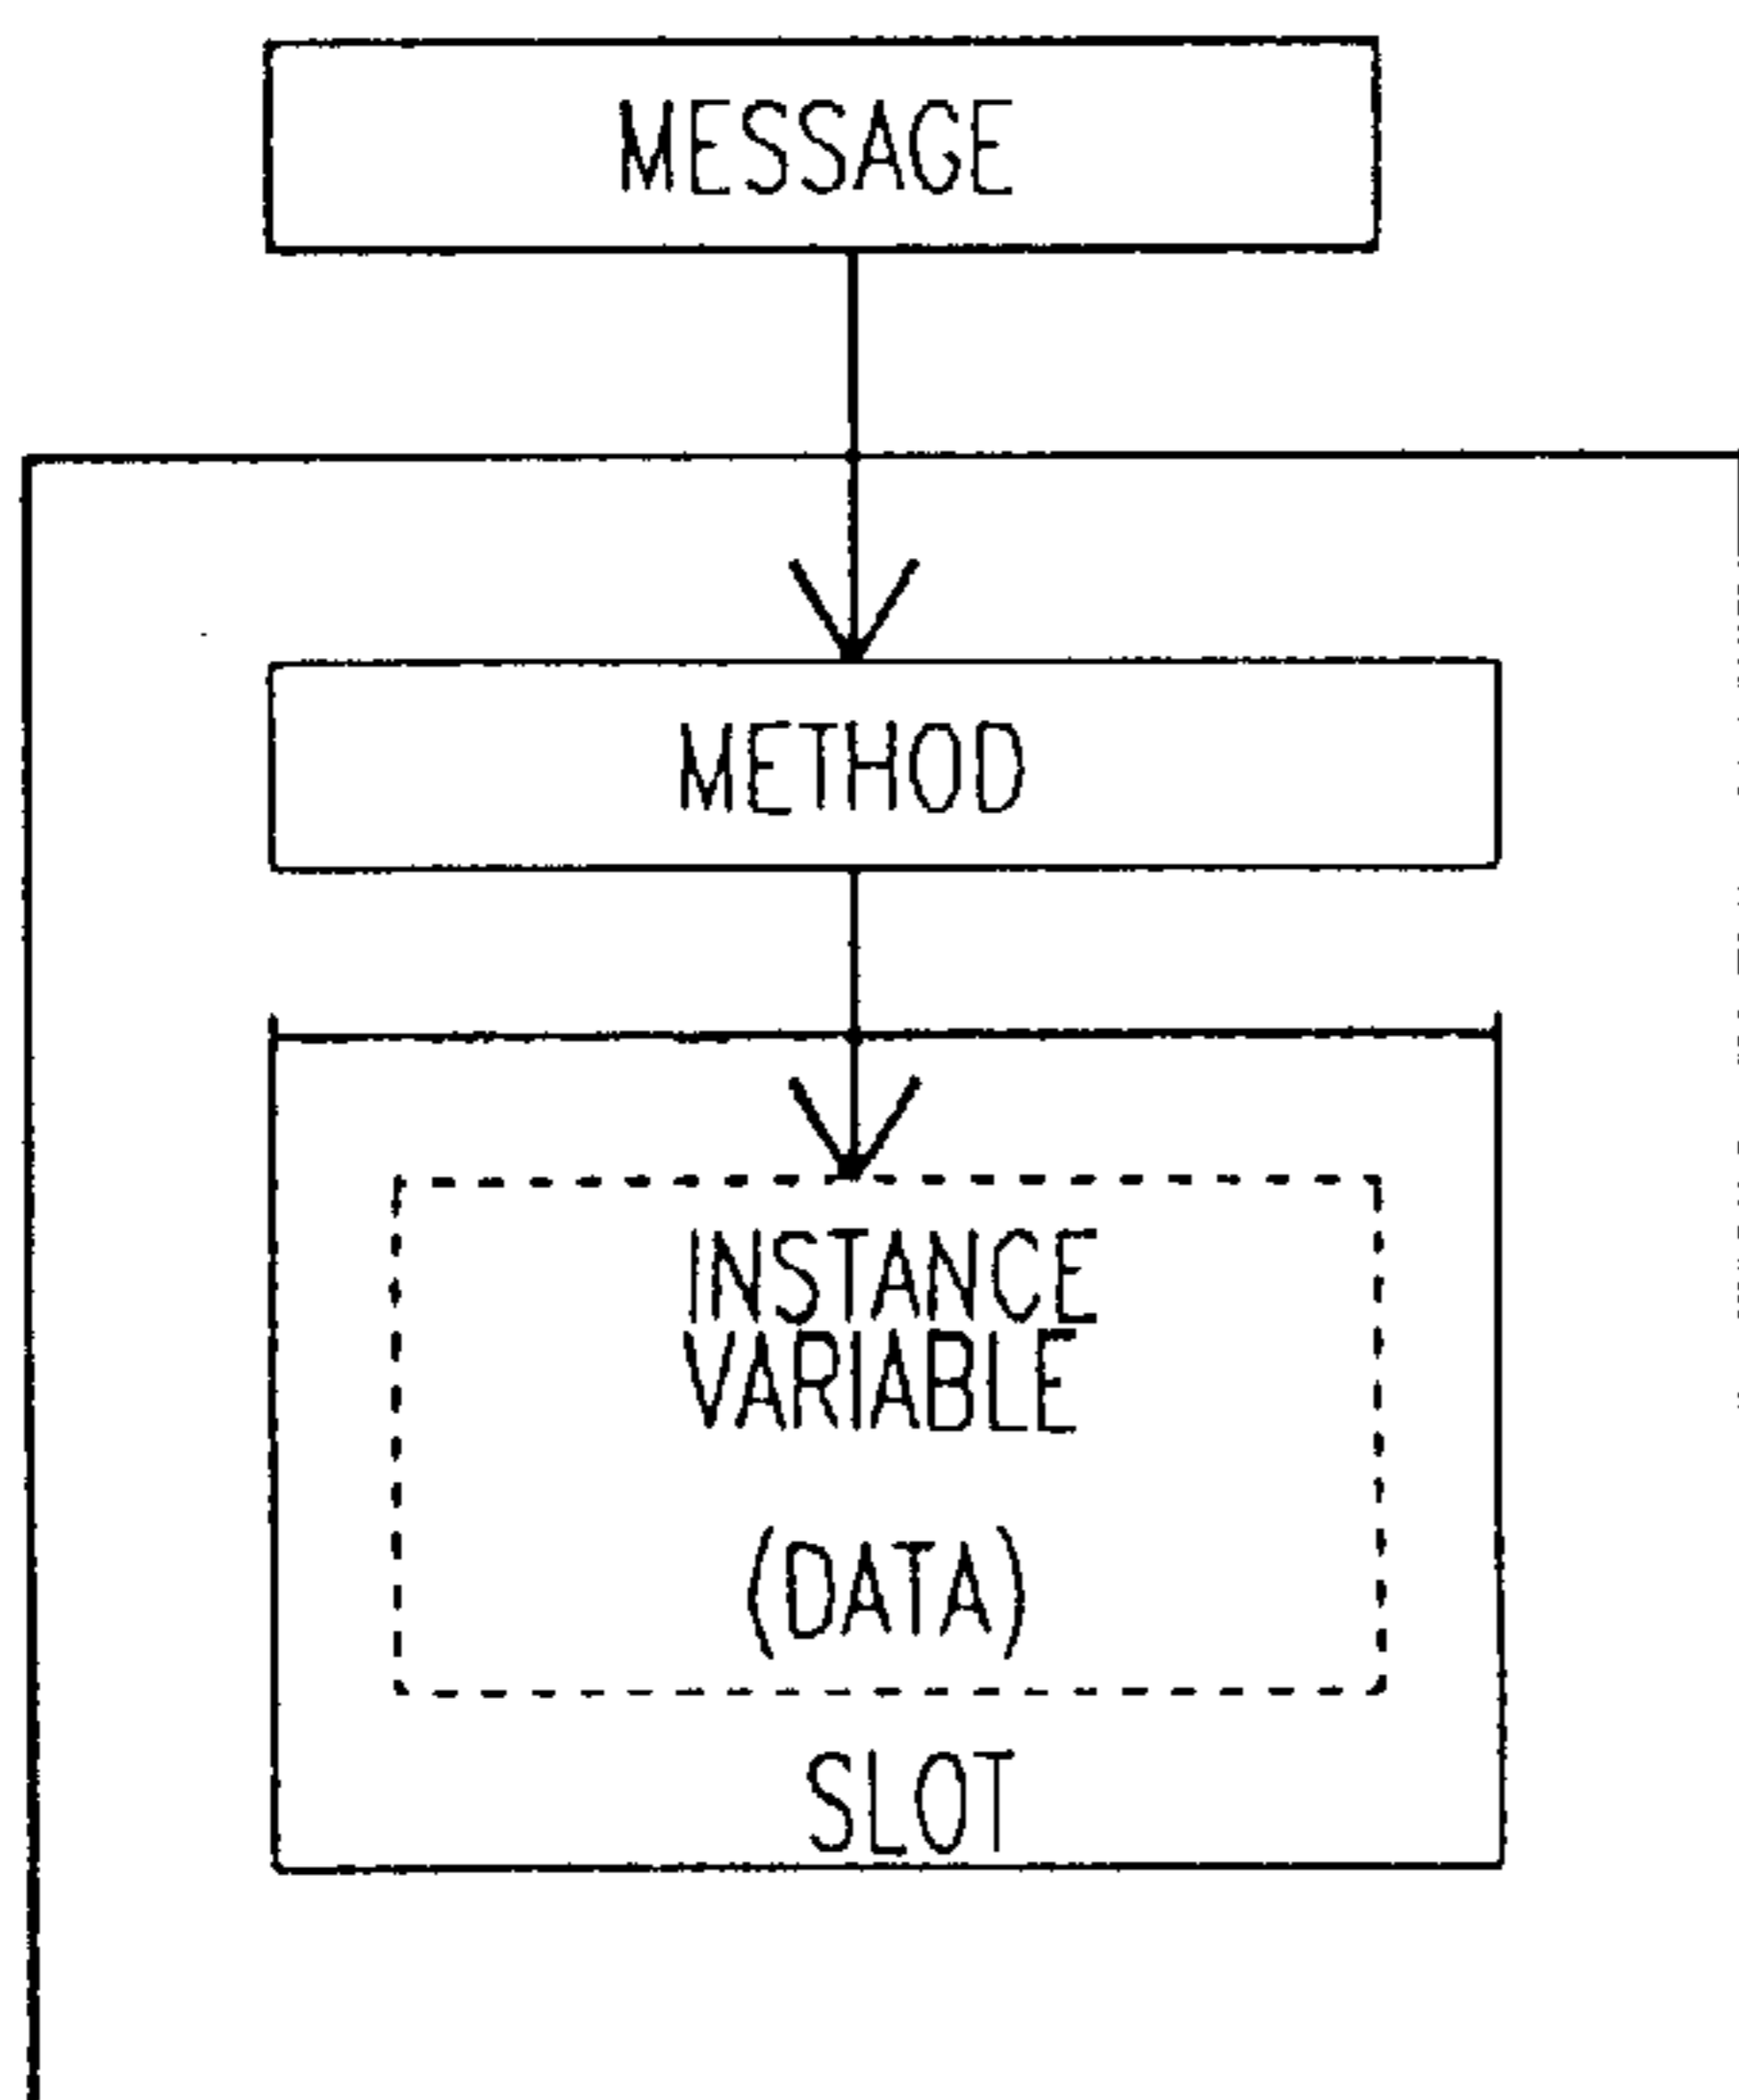 MESSAGE
METHOD
INSTANCE
VARIABLE
(DATA)
SLOT